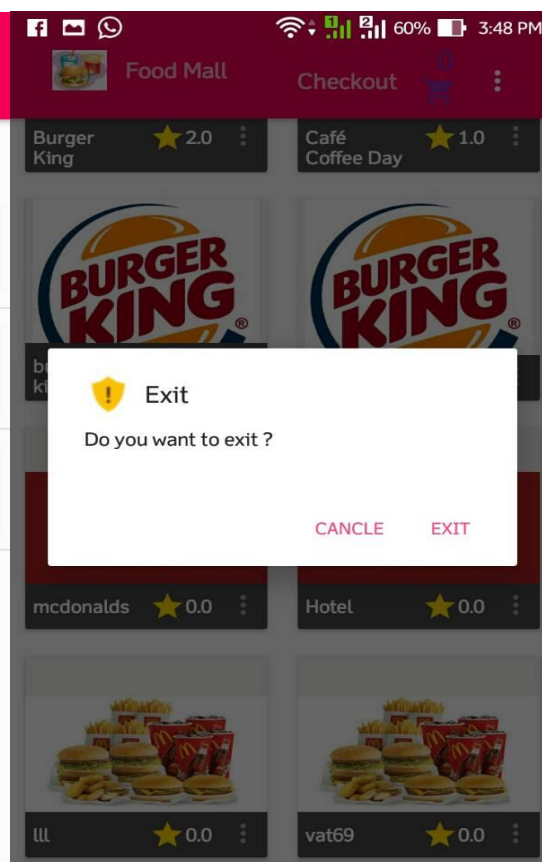 60% 3:48 PM
Food Mall
Checkout
0
Burger
King
2.0
Café
Coffee Day
1.0
BURGER
KING
®
BURGER
KING
®
Exit
Do you want to exit ?
CANCLE EXIT
mcdonalds 0.0
Hotel 0.0
lll 0.0
vat69 0.0